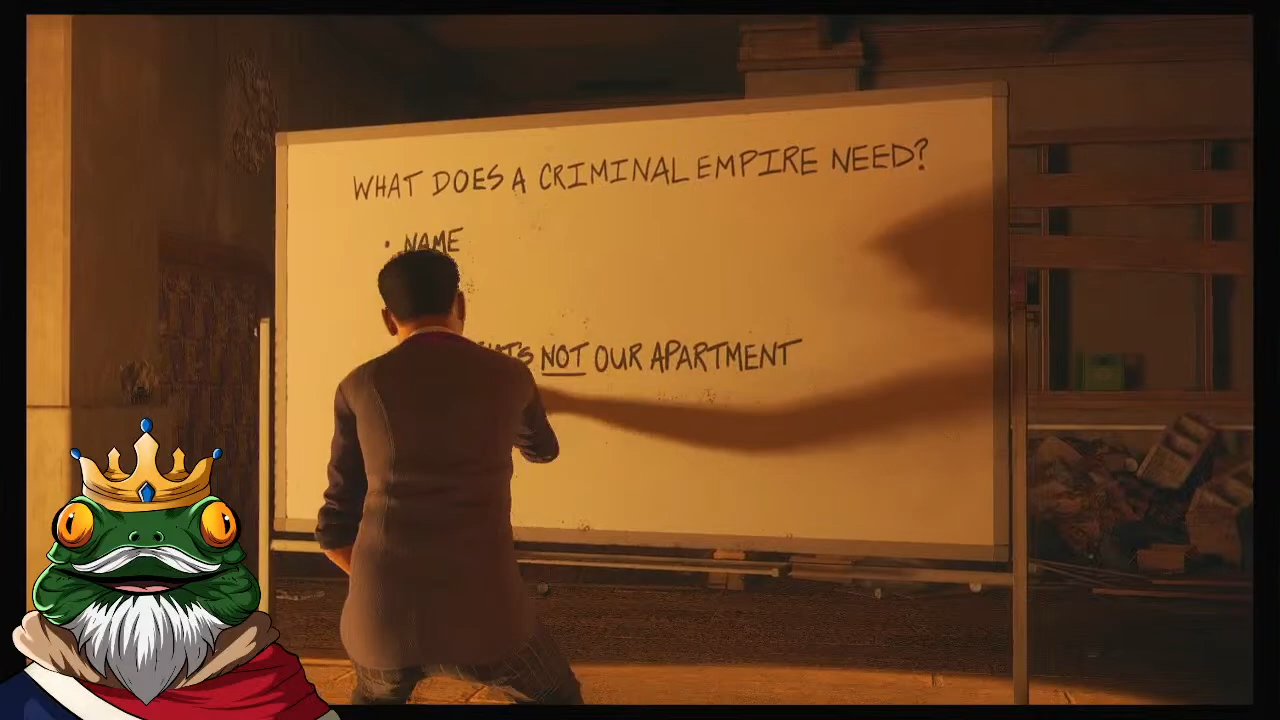 WHAT DOES A CRIMINAL EMPIRE NEED?
• NAME
NOT OUR APARTMENT